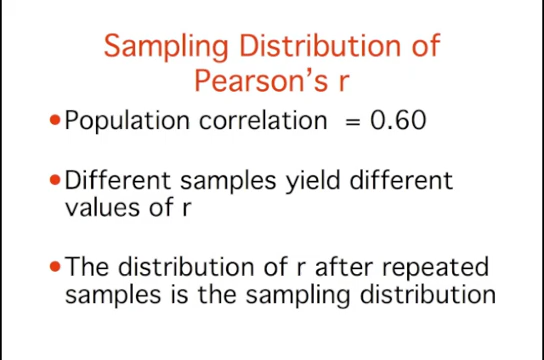 Sampling Distribution of
Pearson's r
•Population correlation = 0.60
•Different samples yield different
values of r
•The distribution of r after repeated
samples is the sampling distribution